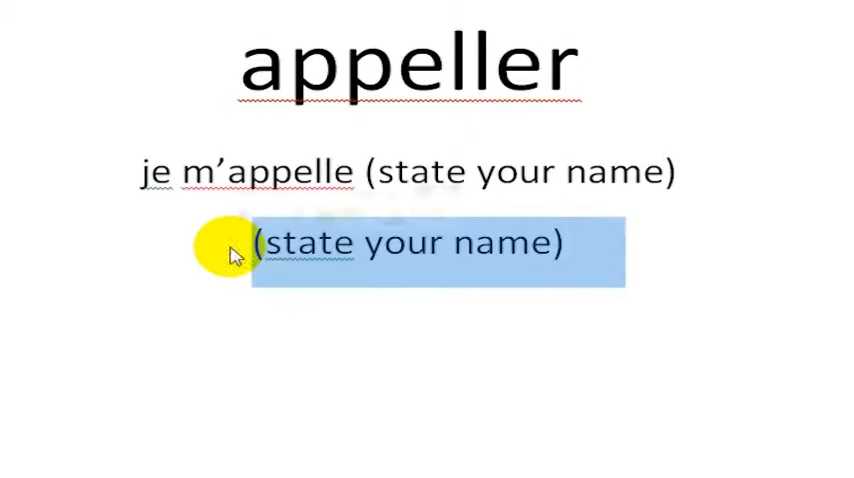 appeller
je m’appelle (state your name)
(state your name)